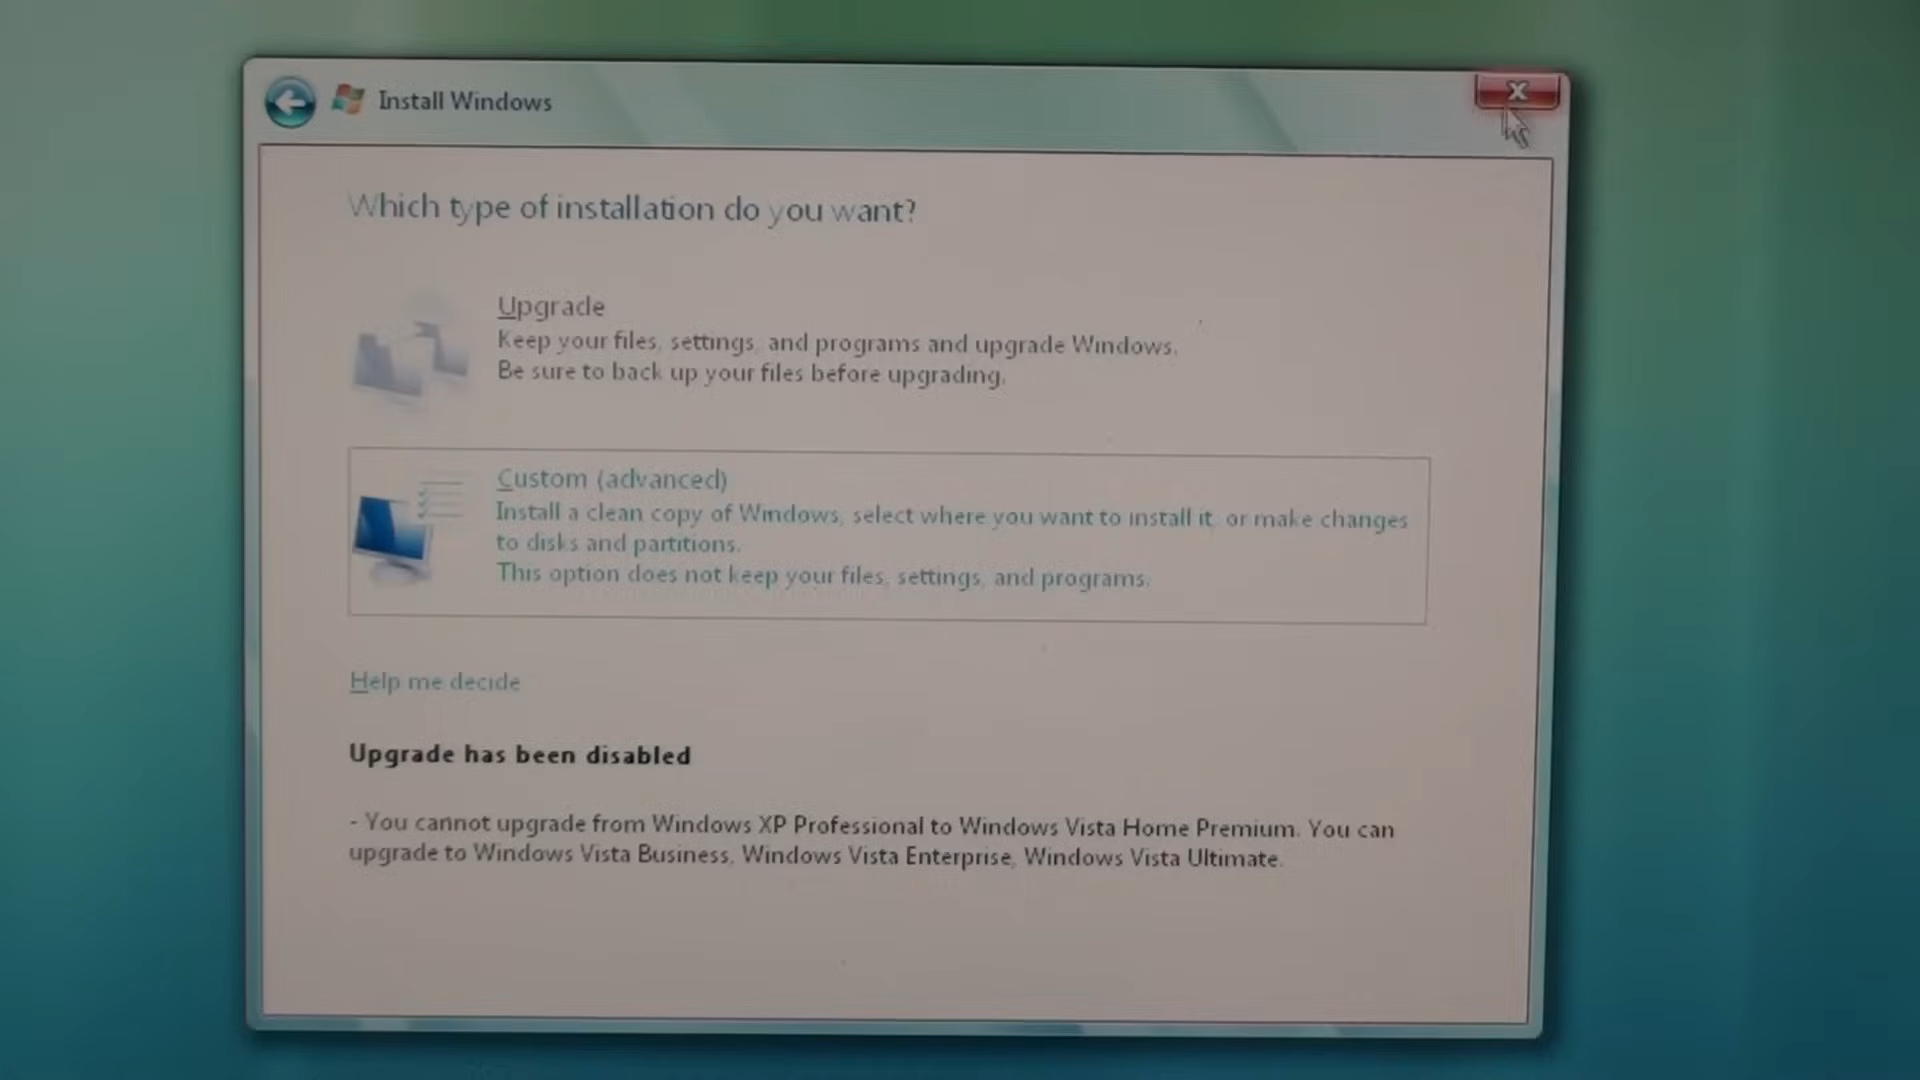 Install Windows
Which type of installation do you want?
Upgrade
Keep your files, settings, and programs and upgrade Windows.
Be sure to back up your files before upgrading.
Custom (advanced)
Install a clean copy of Windows, select where you want to install it, or make changes
to disks and partitions.
This option does not keep your files, settings, and programs.
Help me decide
Upgrade has been disabled
- You cannot upgrade from Windows XP Professional to Windows Vista Home Premium. You can
upgrade to Windows Vista Business, Windows Vista Enterprise, Windows Vista Ultimate.